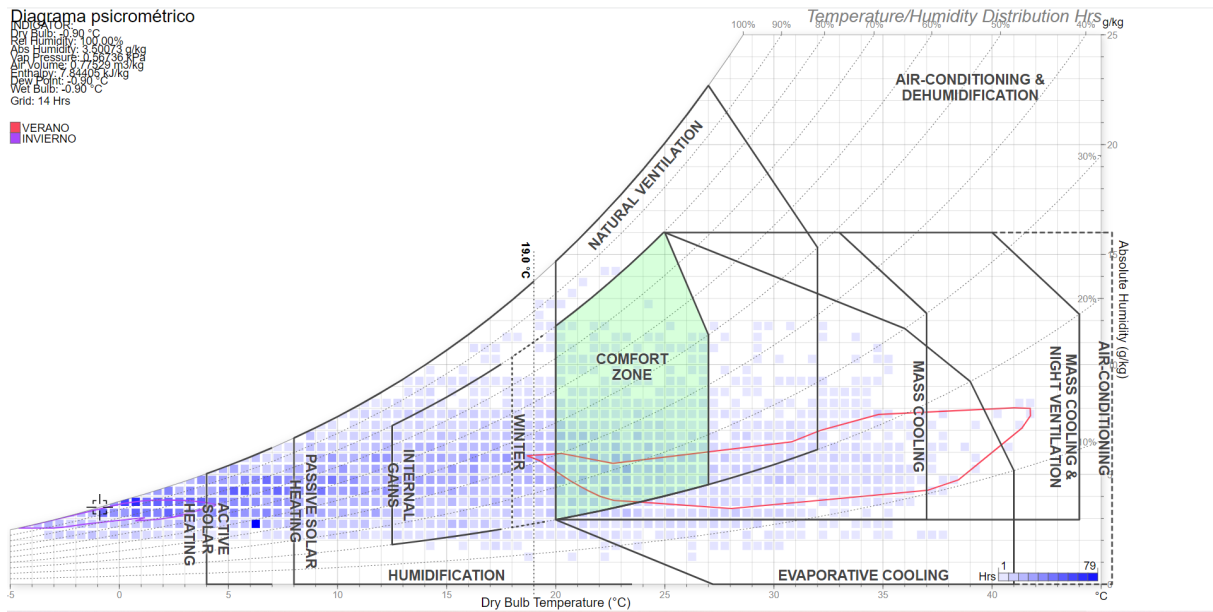 Diagrama psicrométrico
INDICATOR:
Dry Bulb: -0.90 °C
Rel Humidity: 100.00%
Abs Humidity: 3.50073 g/kg
Vap Pressure: 0.56736 kPa
Air Volume: 0.77529 m3/kg
Enthalpy: 7.84405 kJ/kg
Dew Point: -0.90 °C
Wet Bulb: -0.90 °C
Grid: 14 Hrs
VERANO
INVIERNO
Temperature/Humidity Distribution Hrs
g/kg
100%
90%
80%
70%
60%
50%
40%
25
AIR-CONDITIONING &
DEHUMIDIFICATION
NATURAL VENTILATION
20
30%
19.0 °C
Absolute Humidity (g/kg)
20%
15
COMFORT
ZONE
MASS COOLING
MASS COOLING &
NIGHT VENTILATION
AIR-CONDITIONING
10%
WINTER
INTERNAL
GAINS
PASSIVE SOLAR
HEATING
ACTIVE
SOLAR
HEATING
HUMIDIFICATION
EVAPORATIVE COOLING
Hrs
1
79.
-5
0
5
10
15
20
25
30
35
40
°C
Dry Bulb Temperature (°C)